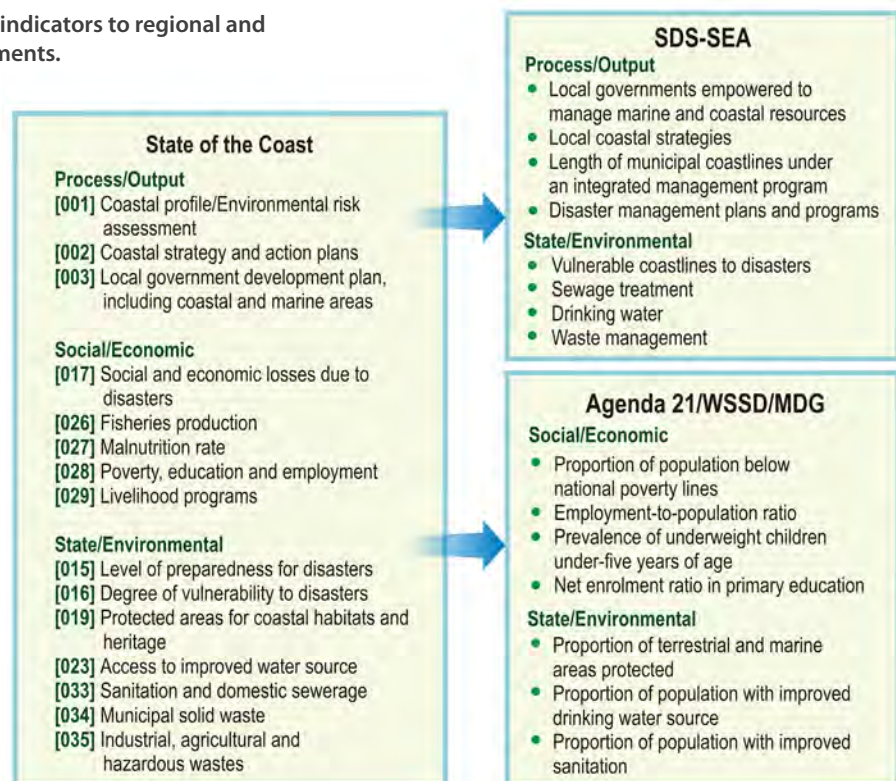 indicators to regional and
ments.
State of the Coast
Process/Output
[001] Coastal profile/Environmental risk
assessment
[002] Coastal strategy and action plans
[003] Local government development plan,
including coastal and marine areas
Social/Economic
[017] Social and economic losses due to
disasters
[026] Fisheries production
[027] Malnutrition rate
[028] Poverty, education and employment
[029] Livelihood programs
State/Environmental
[015] Level of preparedness for disasters
[016] Degree of vulnerability to disasters
[019] Protected areas for coastal habitats and
heritage
[023] Access to improved water source
[033] Sanitation and domestic sewerage
[034] Municipal solid waste
[035] Industrial, agricultural and
hazardous wastes
SDS-SEA
Process/Output
• Local governments empowered to
manage marine and coastal resources
• Local coastal strategies
• Length of municipal coastlines under
an integrated management program
• Disaster management plans and programs
State/Environmental
• Vulnerable coastlines to disasters
• Sewage treatment
• Drinking water
• Waste management
Agenda 21/WSSD/MDG
Social/Economic
• Proportion of population below
national poverty lines
• Employment-to-population ratio
• Prevalence of underweight children
under-five years of age
• Net enrolment ratio in primary education
State/Environmental
• Proportion of terrestrial and marine
areas protected
• Proportion of population with improved
drinking water source
• Proportion of population with improved
sanitation